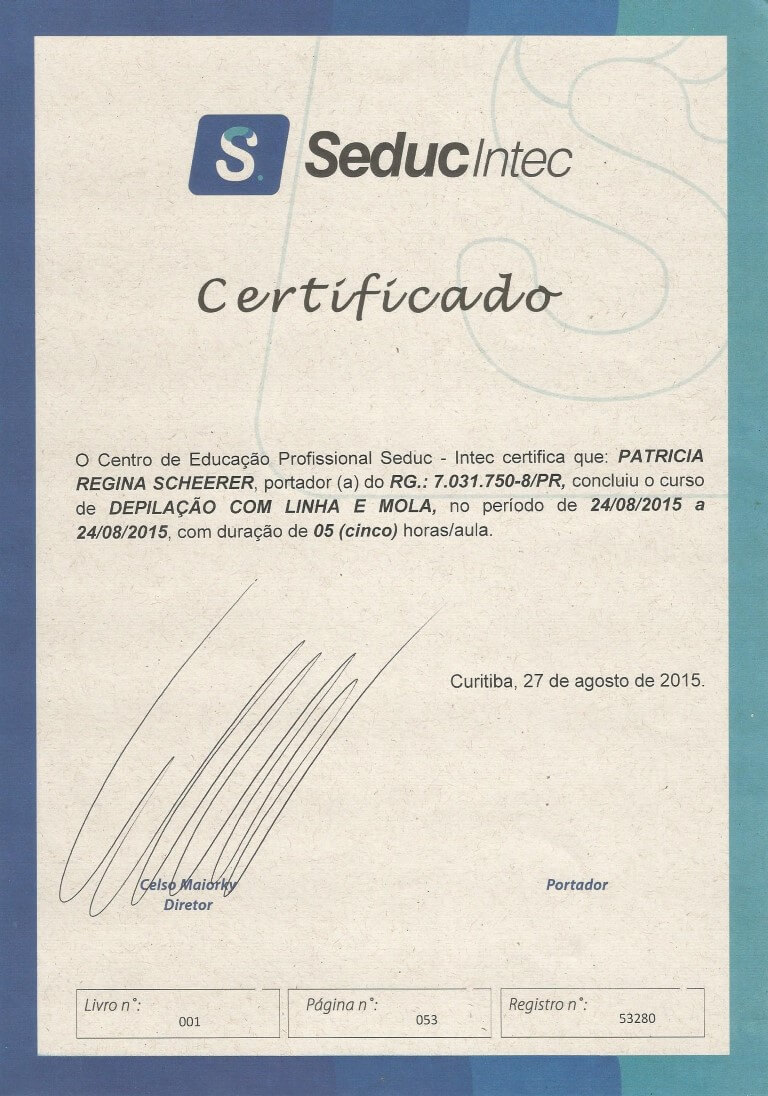 S.
SeducIntec
Certificado
O Centro de Educação Profissional Seduc - Intec certifica que: PATRICIA
REGINA SCHEERER, portador (a) do RG.: 7.031.750-8/PR, concluiu o curso
de DEPILAÇÃO COM LINHA E MOLA, no período de 24/08/2015 a
24/08/2015, com duração de 05 (cinco) horas/aula.
Curitiba, 27 de agosto de 2015.
Celso Maiorky
Diretor
Portador
Livro n°:
001
Página n°:
053
Registro n°:
53280